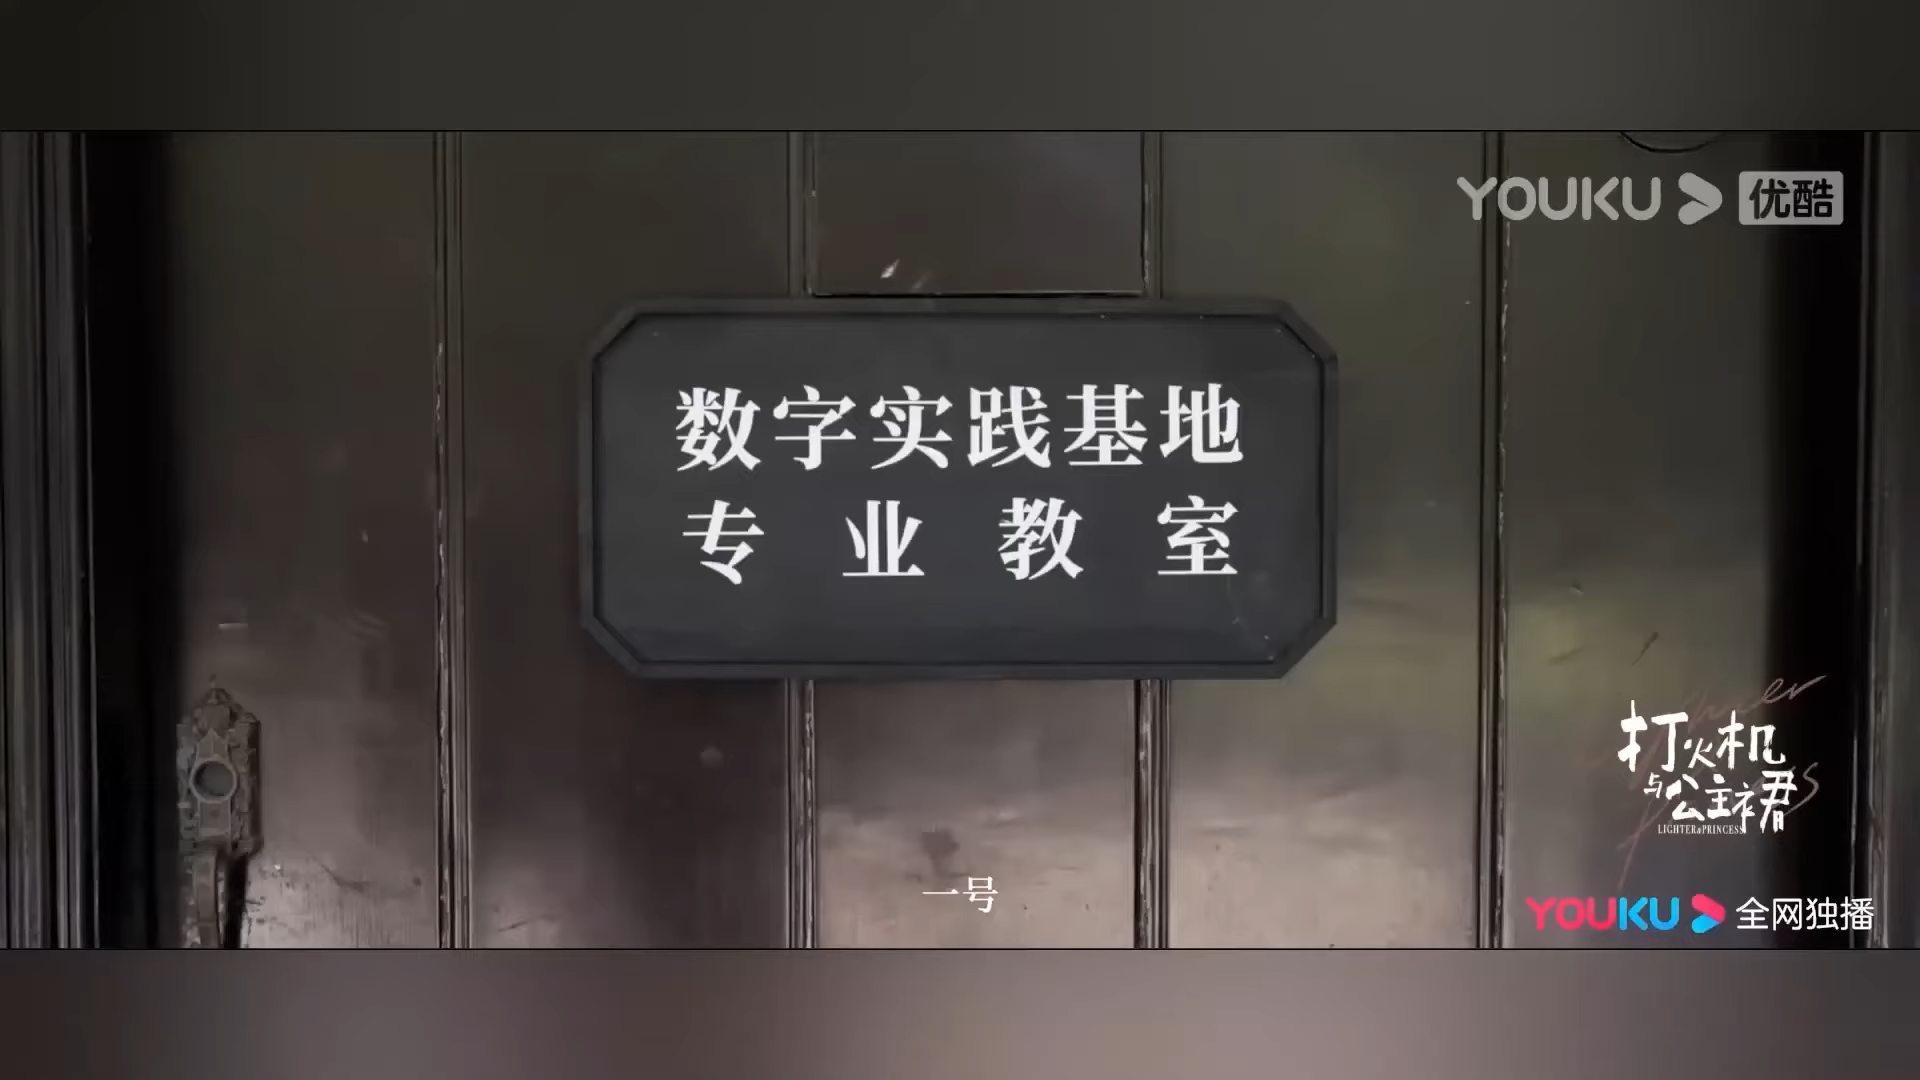 YOUKU 优酷
数字实践基地
专业教室
打火机
与公主裙
LIGHTER&PRINCESS
一号
YOUKU 全网独播